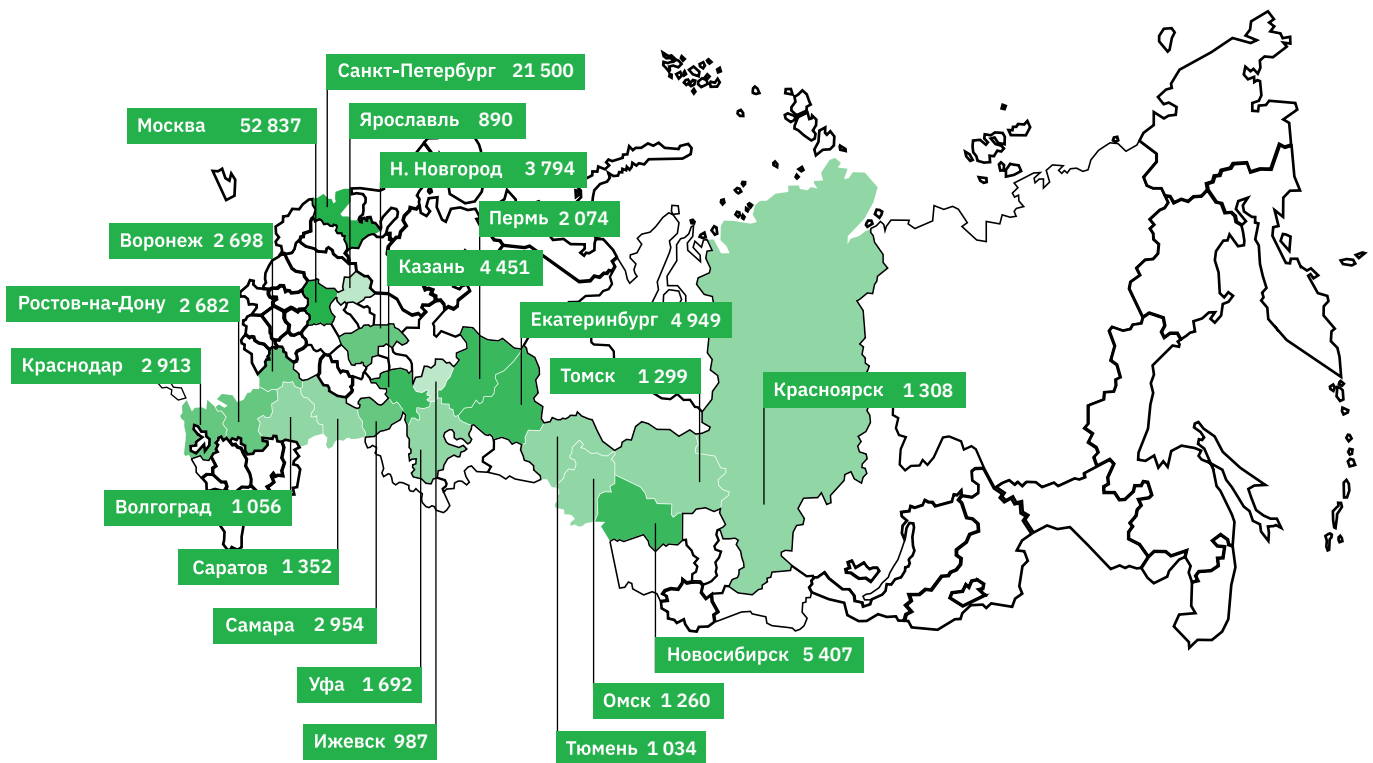 Санкт-Петербург 21 500
Москва 52 837
Ярославль 890
Н. Новгород 3 794
Пермь 2 074
Воронеж 2 698
Казань 4 451
Ростов-на-Дону 2 682
Екатеринбург 4 949
Краснодар 2 913
Томск 1 299
Красноярск 1 308
Волгоград 1 056
Саратов 1 352
Самара 2 954
Новосибирск 5 407
Уфа 1 692
Омск 1 260
Ижевск 987
Тюмень 1 034